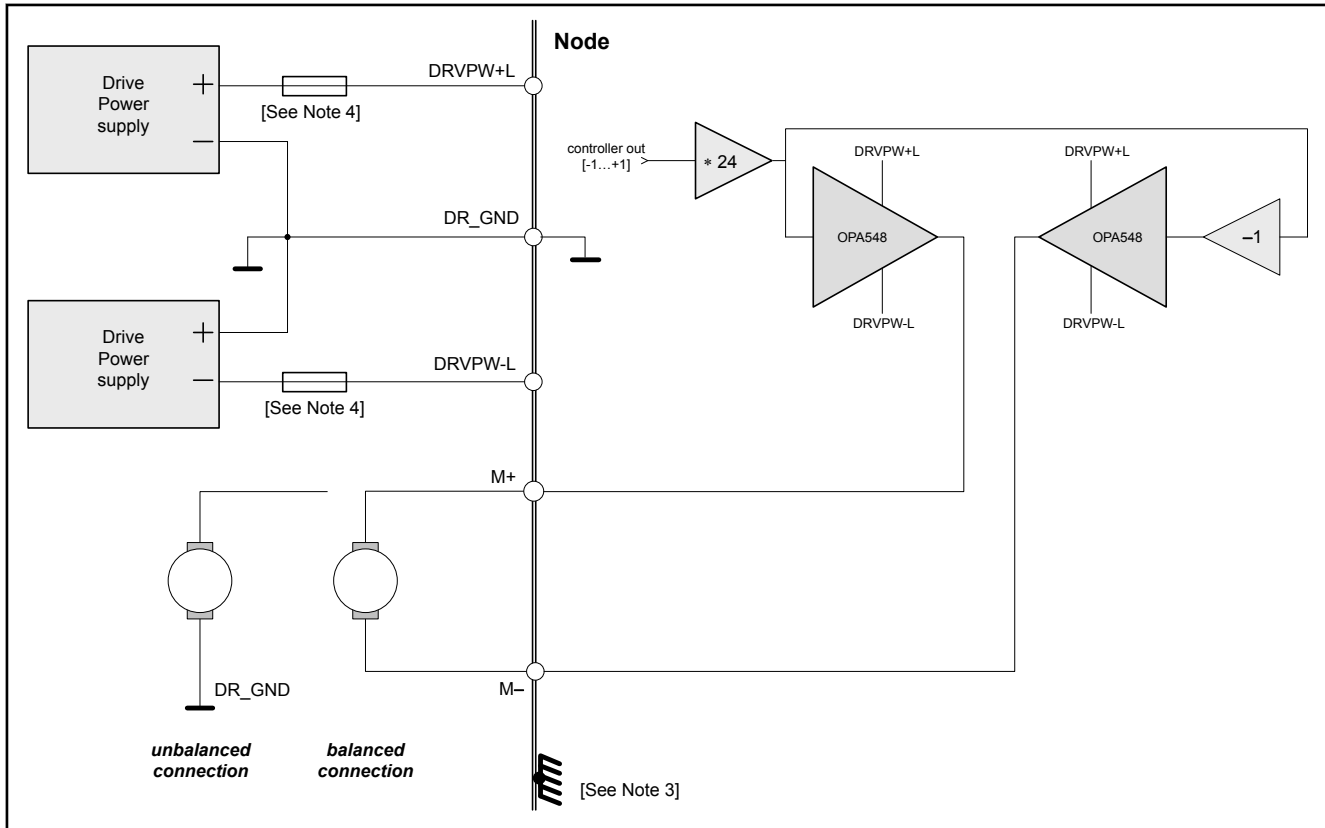 Node
Drive
Power
supply
+
–
[See Note 4]
DRVPW+L
DR_GND
Drive
Power
supply
+
–
[See Note 4]
DRVPW-L
M+
M–
DR_GND
unbalanced
connection
balanced
connection
[See Note 3]
controller out
[-1…+1]
* 24
DRVPW+L
OPA548
DRVPW-L
DRVPW+L
OPA548
DRVPW-L
–1